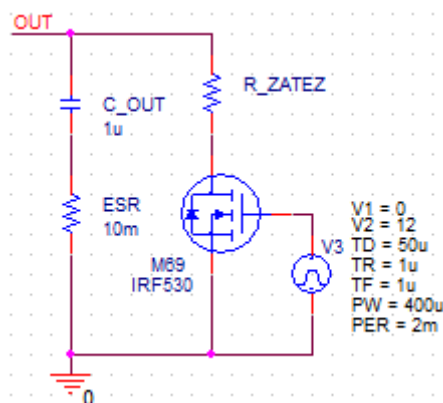 OUT
C_OUT
1u
R_ZATEZ
ESR
10m
M69
IRF530
V3
V1 = 0
V2 = 12
TD = 50u
TR = 1u
TF = 1u
PW = 400u
PER = 2m
0